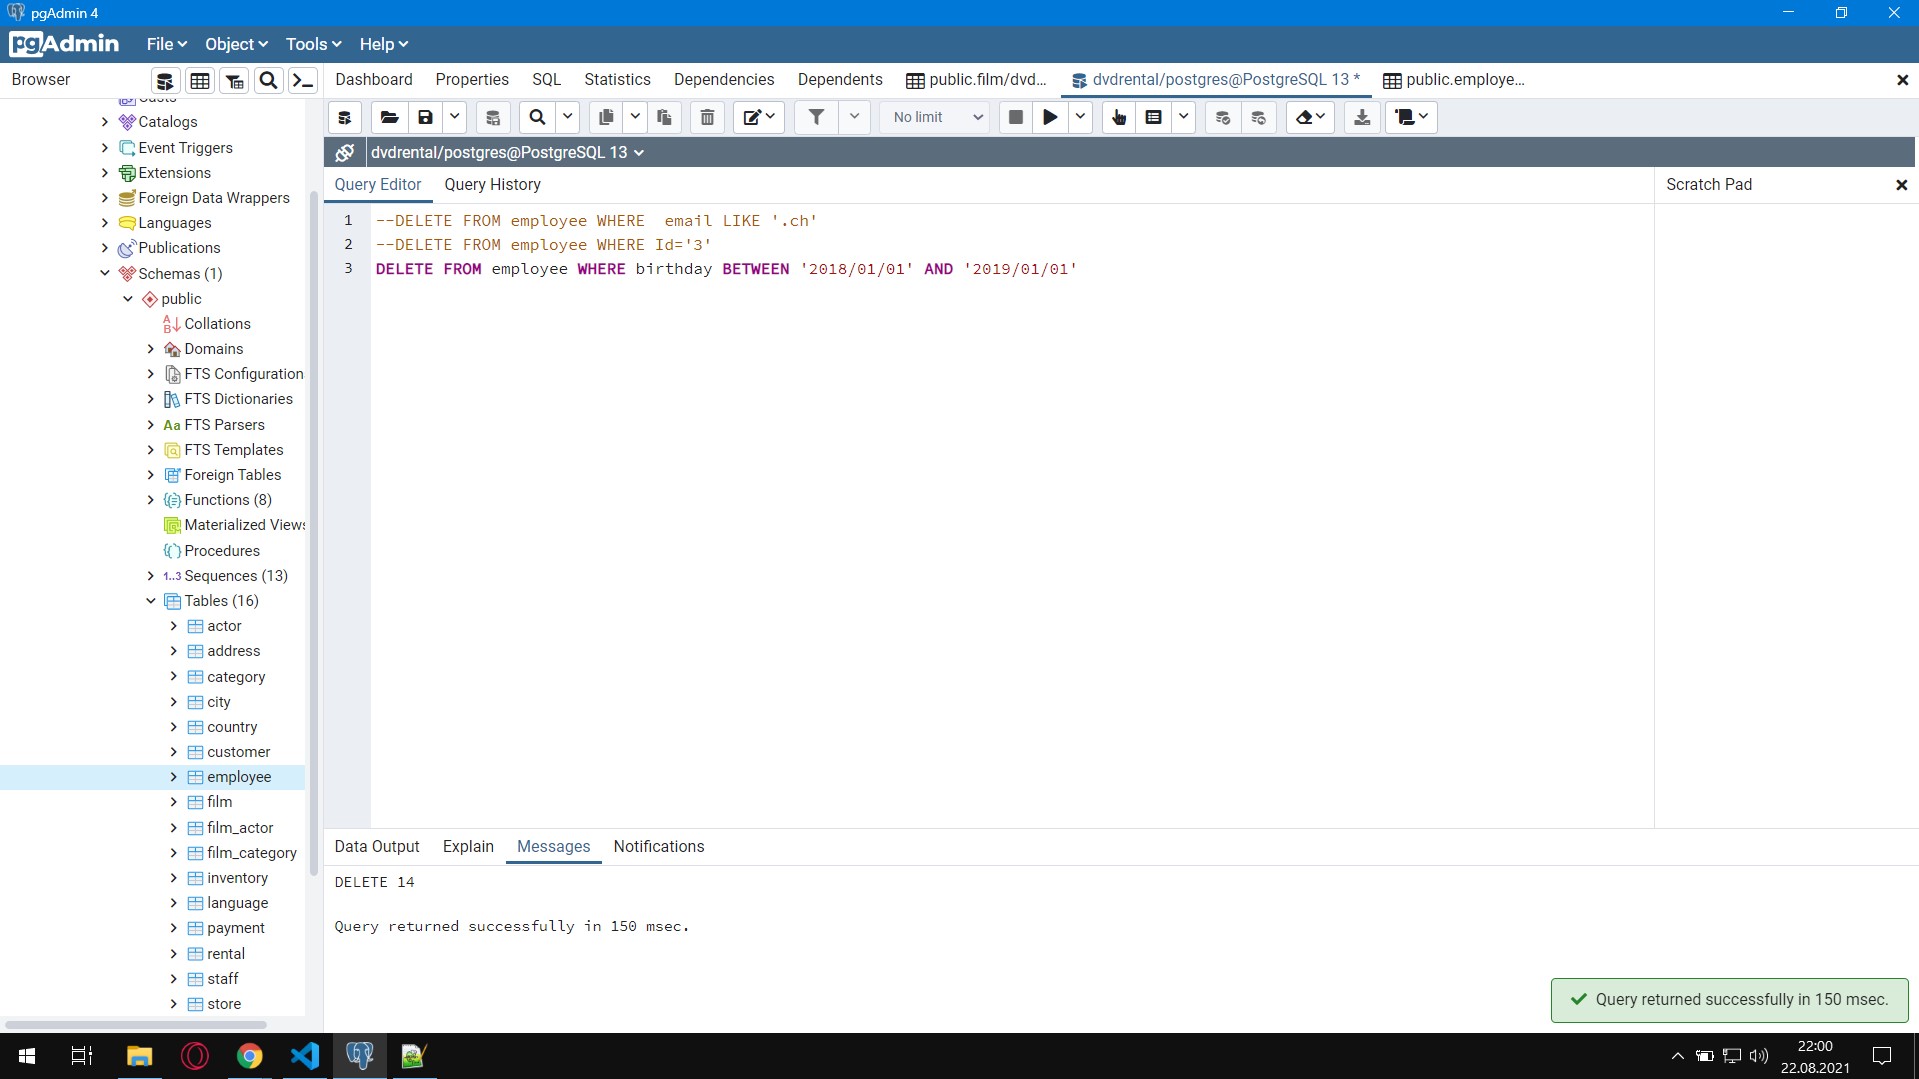 pgAdmin 4
pgAdmin File Object Tools Help
Browser
Dashboard Properties SQL Statistics Dependencies Dependents public.film/dvd... dvdrental/postgres@PostgreSQL 13 * public.employe...
No limit
dvdrental/postgres@PostgreSQL 13
Query Editor Query History
Scratch Pad
1 --DELETE FROM employee WHERE  email LIKE '.ch'
2 --DELETE FROM employee WHERE Id='3'
3 DELETE FROM employee WHERE birthday BETWEEN '2018/01/01' AND '2019/01/01'
Casts
Catalogs
Event Triggers
Extensions
Foreign Data Wrappers
Languages
Publications
Schemas (1)
public
Collations
Domains
FTS Configuration
FTS Dictionaries
Aa FTS Parsers
FTS Templates
Foreign Tables
Functions (8)
Materialized Views
Procedures
1..3 Sequences (13)
Tables (16)
actor
address
category
city
country
customer
employee
film
film_actor
film_category
inventory
language
payment
rental
staff
store
Data Output Explain Messages Notifications
DELETE 14
Query returned successfully in 150 msec.
Query returned successfully in 150 msec.
22:00
22.08.2021